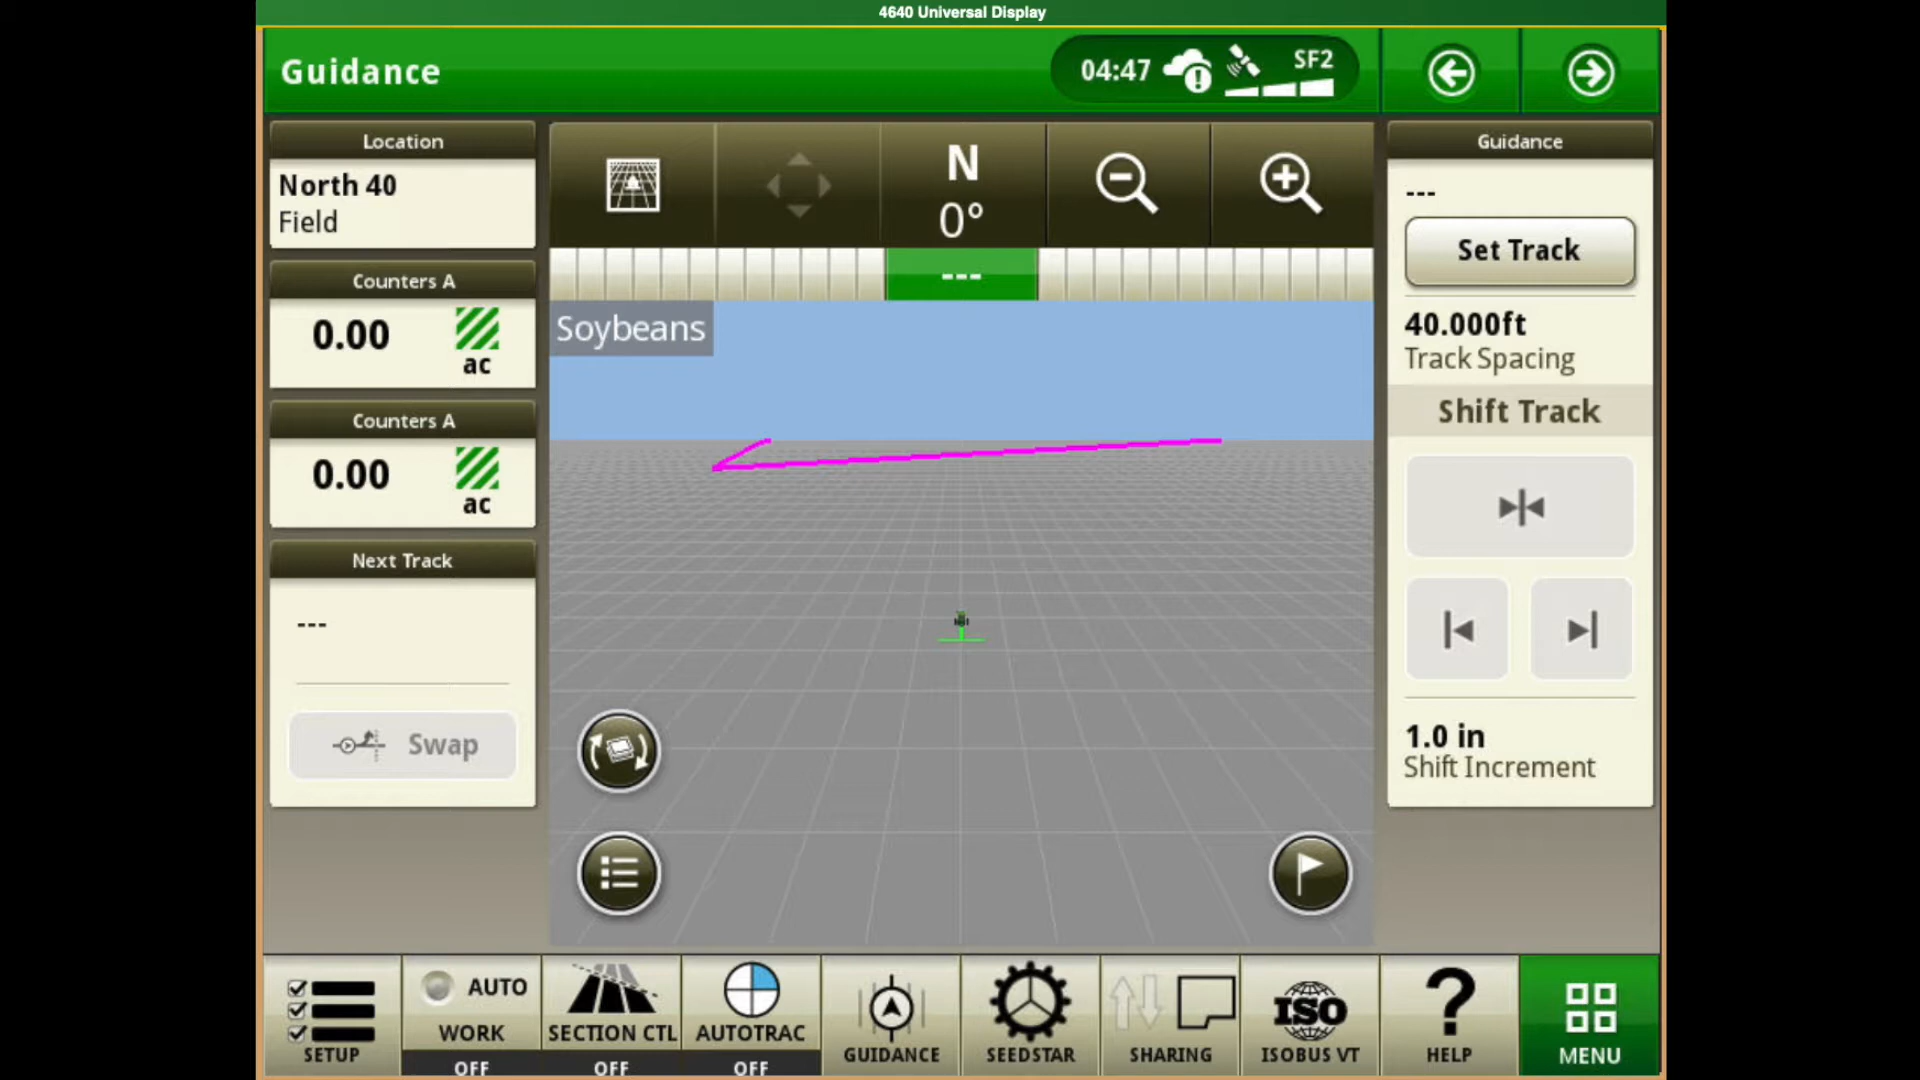 4640 Universal Display
Guidance
04:47
SF2
Location
North 40
Field
Counters A
0.00
ac
Counters A
0.00
ac
Next Track
---
Swap
N
0°
---
Soybeans
Guidance
---
Set Track
40.000ft
Track Spacing
Shift Track
1.0 in
Shift Increment
SETUP
AUTO
WORK
OFF
SECTION CTL
OFF
AUTOTRAC
OFF
GUIDANCE
SEEDSTAR
SHARING
ISO
ISOBUS VT
?
HELP
MENU